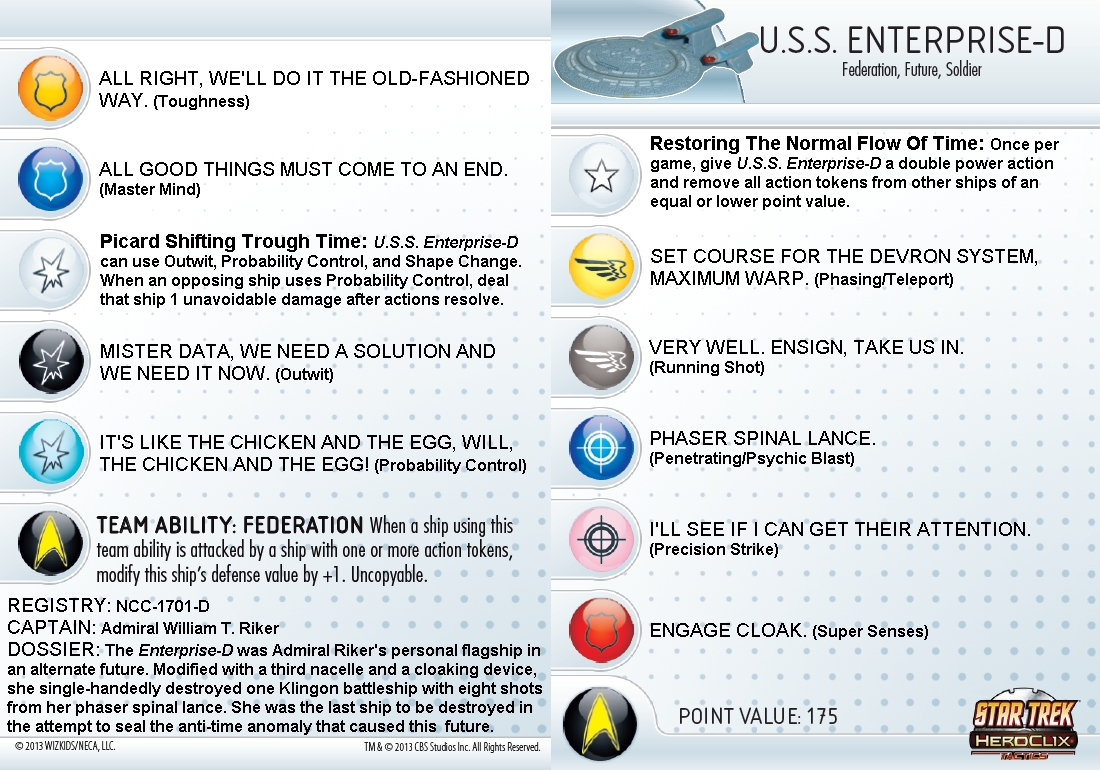 ALL RIGHT, WE'LL DO IT THE OLD-FASHIONED
WAY. (Toughness)
ALL GOOD THINGS MUST COME TO AN END.
(Master Mind)
Picard Shifting Trough Time: U.S.S. Enterprise-D
can use Outwit, Probability Control, and Shape Change.
When an opposing ship uses Probability Control, deal
that ship 1 unavoidable damage after actions resolve.
MISTER DATA, WE NEED A SOLUTION AND
WE NEED IT NOW. (Outwit)
IT'S LIKE THE CHICKEN AND THE EGG, WILL,
THE CHICKEN AND THE EGG! (Probability Control)
TEAM ABILITY: FEDERATION When a ship using this
team ability is attacked by a ship with one or more action tokens,
modify this ship's defense value by +1. Uncopyable.
REGISTRY: NCC-1701-D
CAPTAIN: Admiral William T. Riker
DOSSIER: The Enterprise-D was Admiral Riker's personal flagship in
an alternate future. Modified with a third nacelle and a cloaking device,
she single-handedly destroyed one Klingon battleship with eight shots
from her phaser spinal lance. She was the last ship to be destroyed in
the attempt to seal the anti-time anomaly that caused this future.
© 2013 WIZKIDS/NECA, LLC.
TM & © 2013 CBS Studios Inc. All Rights Reserved.
U.S.S. ENTERPRISE-D
Federation, Future, Soldier
Restoring The Normal Flow Of Time: Once per
game, give U.S.S. Enterprise-D a double power action
and remove all action tokens from other ships of an
equal or lower point value.
SET COURSE FOR THE DEVRON SYSTEM,
MAXIMUM WARP. (Phasing/Teleport)
VERY WELL. ENSIGN, TAKE US IN.
(Running Shot)
PHASER SPINAL LANCE.
(Penetrating/Psychic Blast)
I'LL SEE IF I CAN GET THEIR ATTENTION.
(Precision Strike)
ENGAGE CLOAK. (Super Senses)
POINT VALUE: 175
STAR TREK
HEROCLIX
TACTICS